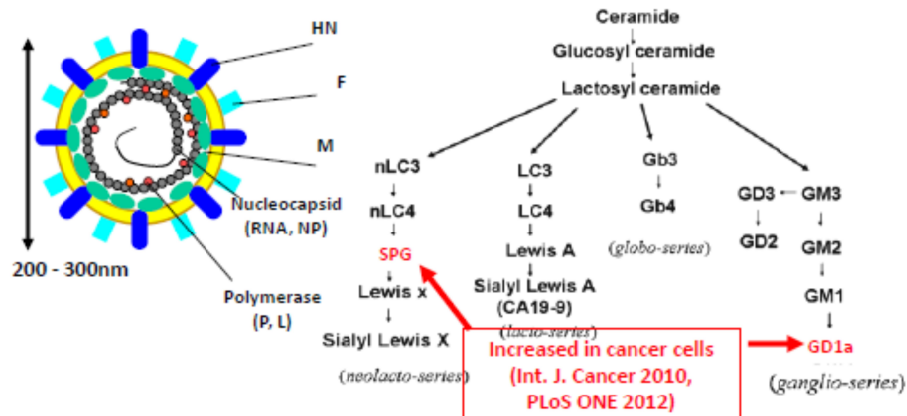 HN
F
M
Nucleocapsid
(RNA, NP)
200 - 300nm
Polymerase
(P, L)
Ceramide
Glucosyl ceramide
Lactosyl ceramide
nLC3
nLC4
SPG
Lewis x
Sialyl Lewis X
(neolacto-series)
LC3
LC4
Lewis A
Sialyl Lewis A
(CA19-9)
(lacto-series)
Gb3
Gb4
(globo-series)
GD3
GM3
GD2
GM2
GM1
GD1a
(ganglio-series)
Increased in cancer cells
(Int. J. Cancer 2010,
PLoS ONE 2012)